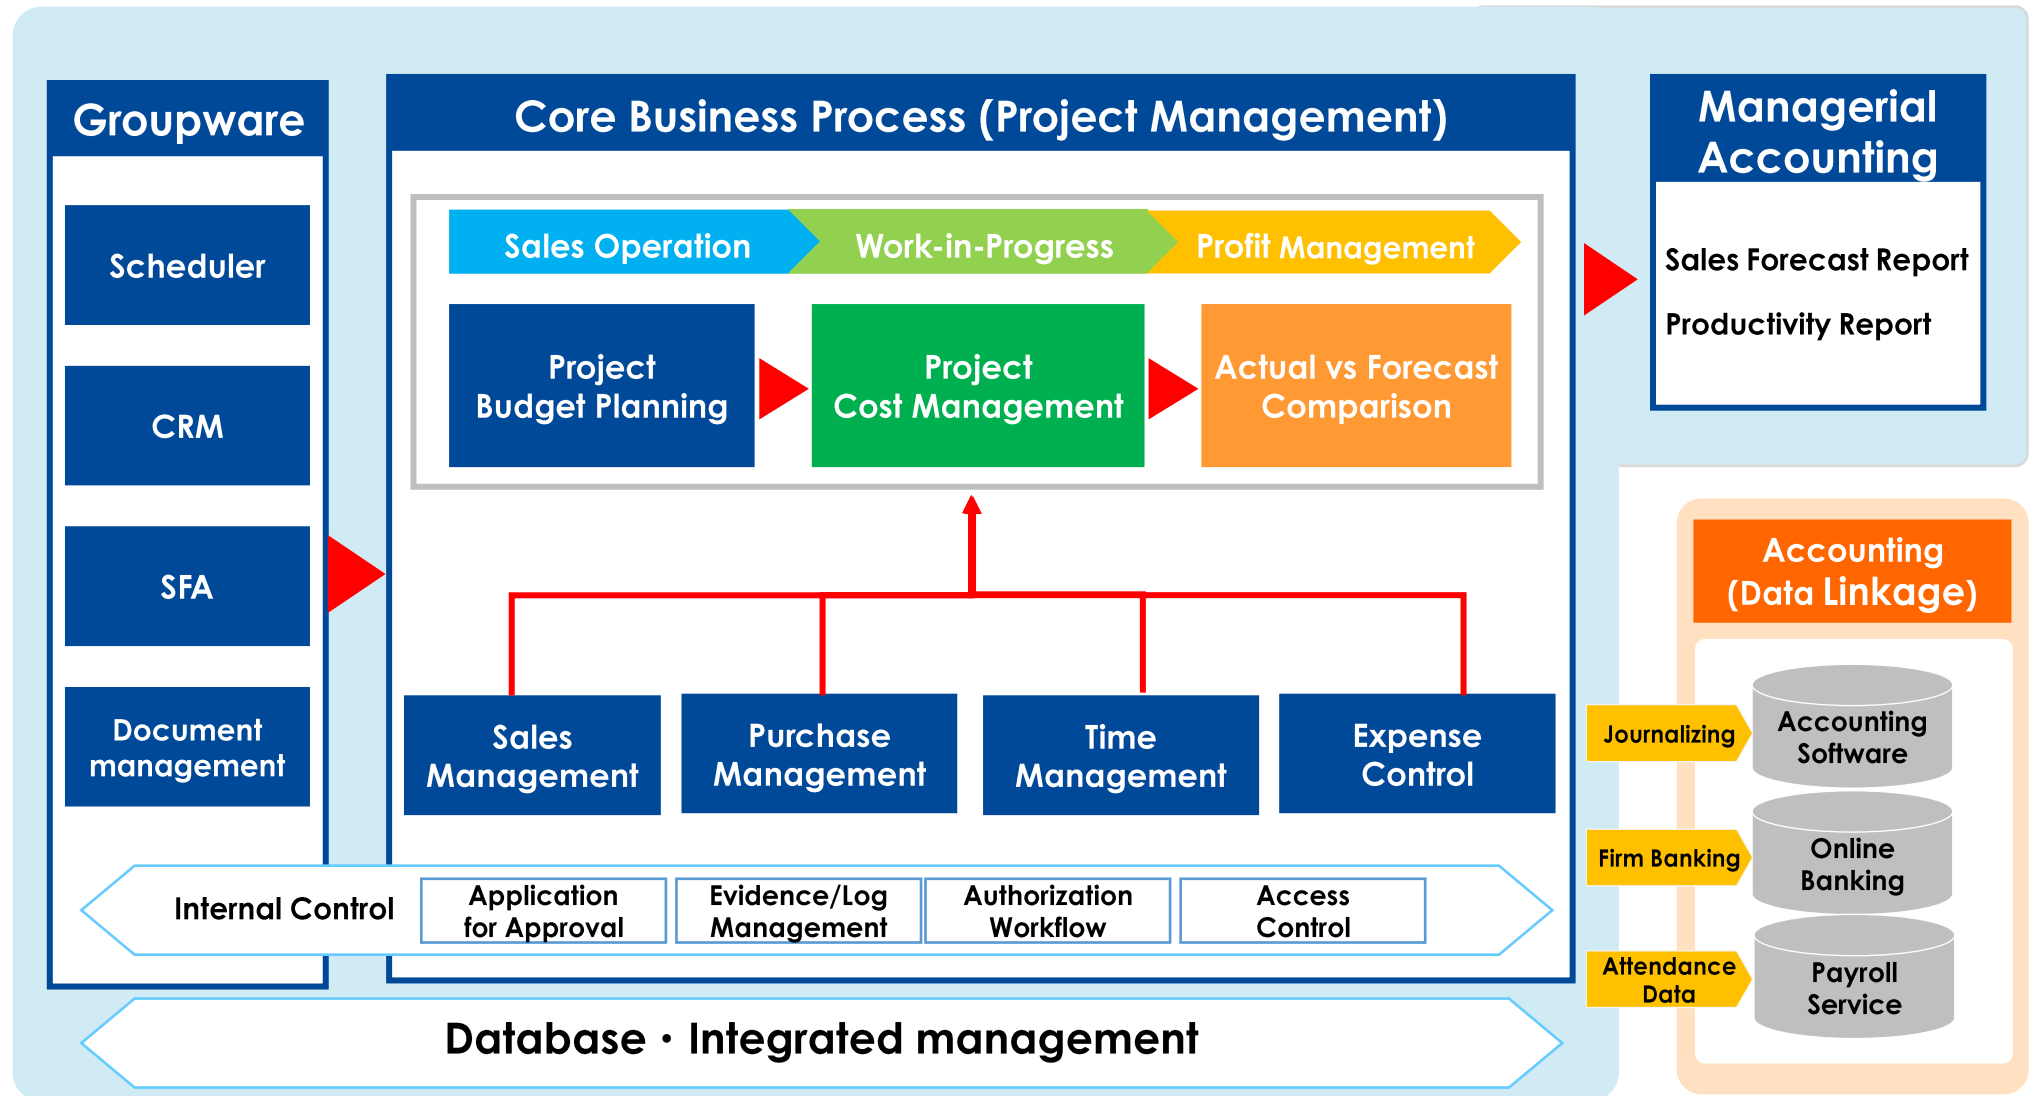 Groupware
Scheduler
CRM
SFA
Document
management
Core Business Process (Project Management)
Sales Operation
Work-in-Progress
Profit Management
Project
Budget Planning
Project
Cost Management
Actual vs Forecast
Comparison
Sales
Management
Purchase
Management
Time
Management
Expense
Control
Internal Control
Application
for Approval
Evidence/Log
Management
Authorization
Workflow
Access
Control
Database・Integrated management
Managerial
Accounting
Sales Forecast Report
Productivity Report
Accounting
(Data Linkage)
Journalizing
Accounting
Software
Firm Banking
Online
Banking
Attendance
Data
Payroll
Service